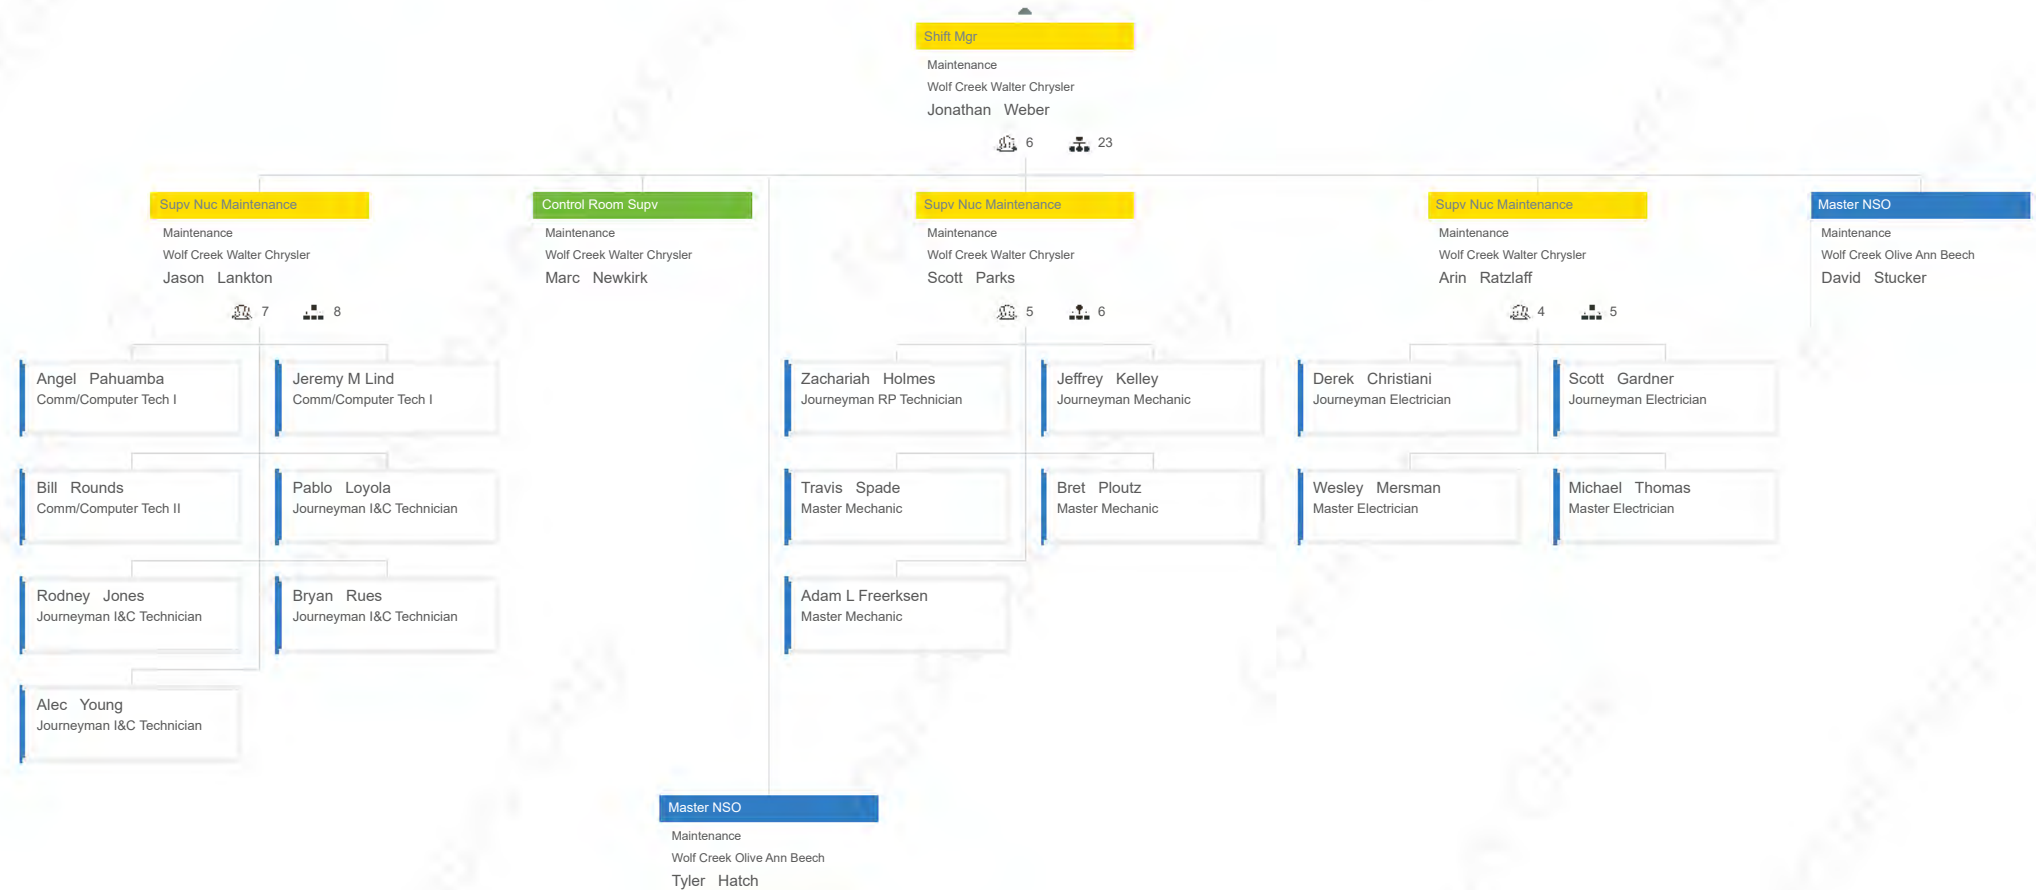 Shift Mgr
Maintenance
Wolf Creek Walter Chrysler
Jonathan Weber
6 23
Supv Nuc Maintenance
Maintenance
Wolf Creek Walter Chrysler
Jason Lankton
7 8
Control Room Supv
Maintenance
Wolf Creek Walter Chrysler
Marc Newkirk
Supv Nuc Maintenance
Maintenance
Wolf Creek Walter Chrysler
Scott Parks
5 6
Supv Nuc Maintenance
Maintenance
Wolf Creek Walter Chrysler
Arin Ratzlaff
4 5
Master NSO
Maintenance
Wolf Creek Olive Ann Beech
David Stucker
Angel Pahuamba
Comm/Computer Tech I
Jeremy M Lind
Comm/Computer Tech I
Bill Rounds
Comm/Computer Tech II
Pablo Loyola
Journeyman I&C Technician
Rodney Jones
Journeyman I&C Technician
Bryan Rues
Journeyman I&C Technician
Alec Young
Journeyman I&C Technician
Zachariah Holmes
Journeyman RP Technician
Jeffrey Kelley
Journeyman Mechanic
Travis Spade
Master Mechanic
Bret Ploutz
Master Mechanic
Adam L Freerksen
Master Mechanic
Derek Christiani
Journeyman Electrician
Scott Gardner
Journeyman Electrician
Wesley Mersman
Master Electrician
Michael Thomas
Master Electrician
Master NSO
Maintenance
Wolf Creek Olive Ann Beech
Tyler Hatch